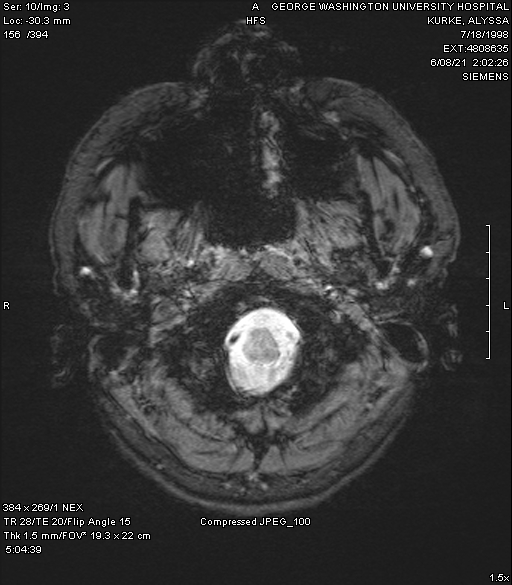 Ser: 10/Img: 3
Loc: -30.3 mm
156 /394
A
HFS
GEORGE WASHINGTON UNIVERSITY HOSPITAL
KURKE, ALYSSA
7/18/1998
EXT:4808635
6/08/21 2:02:26
SIEMENS
R
L
384 x 269/1 NEX
TR 28/TE 20/Flip Angle 15
Thk 1.5 mm/FOV* 19.3 x 22 cm
5:04:39
Compressed JPEG_100
1.5x